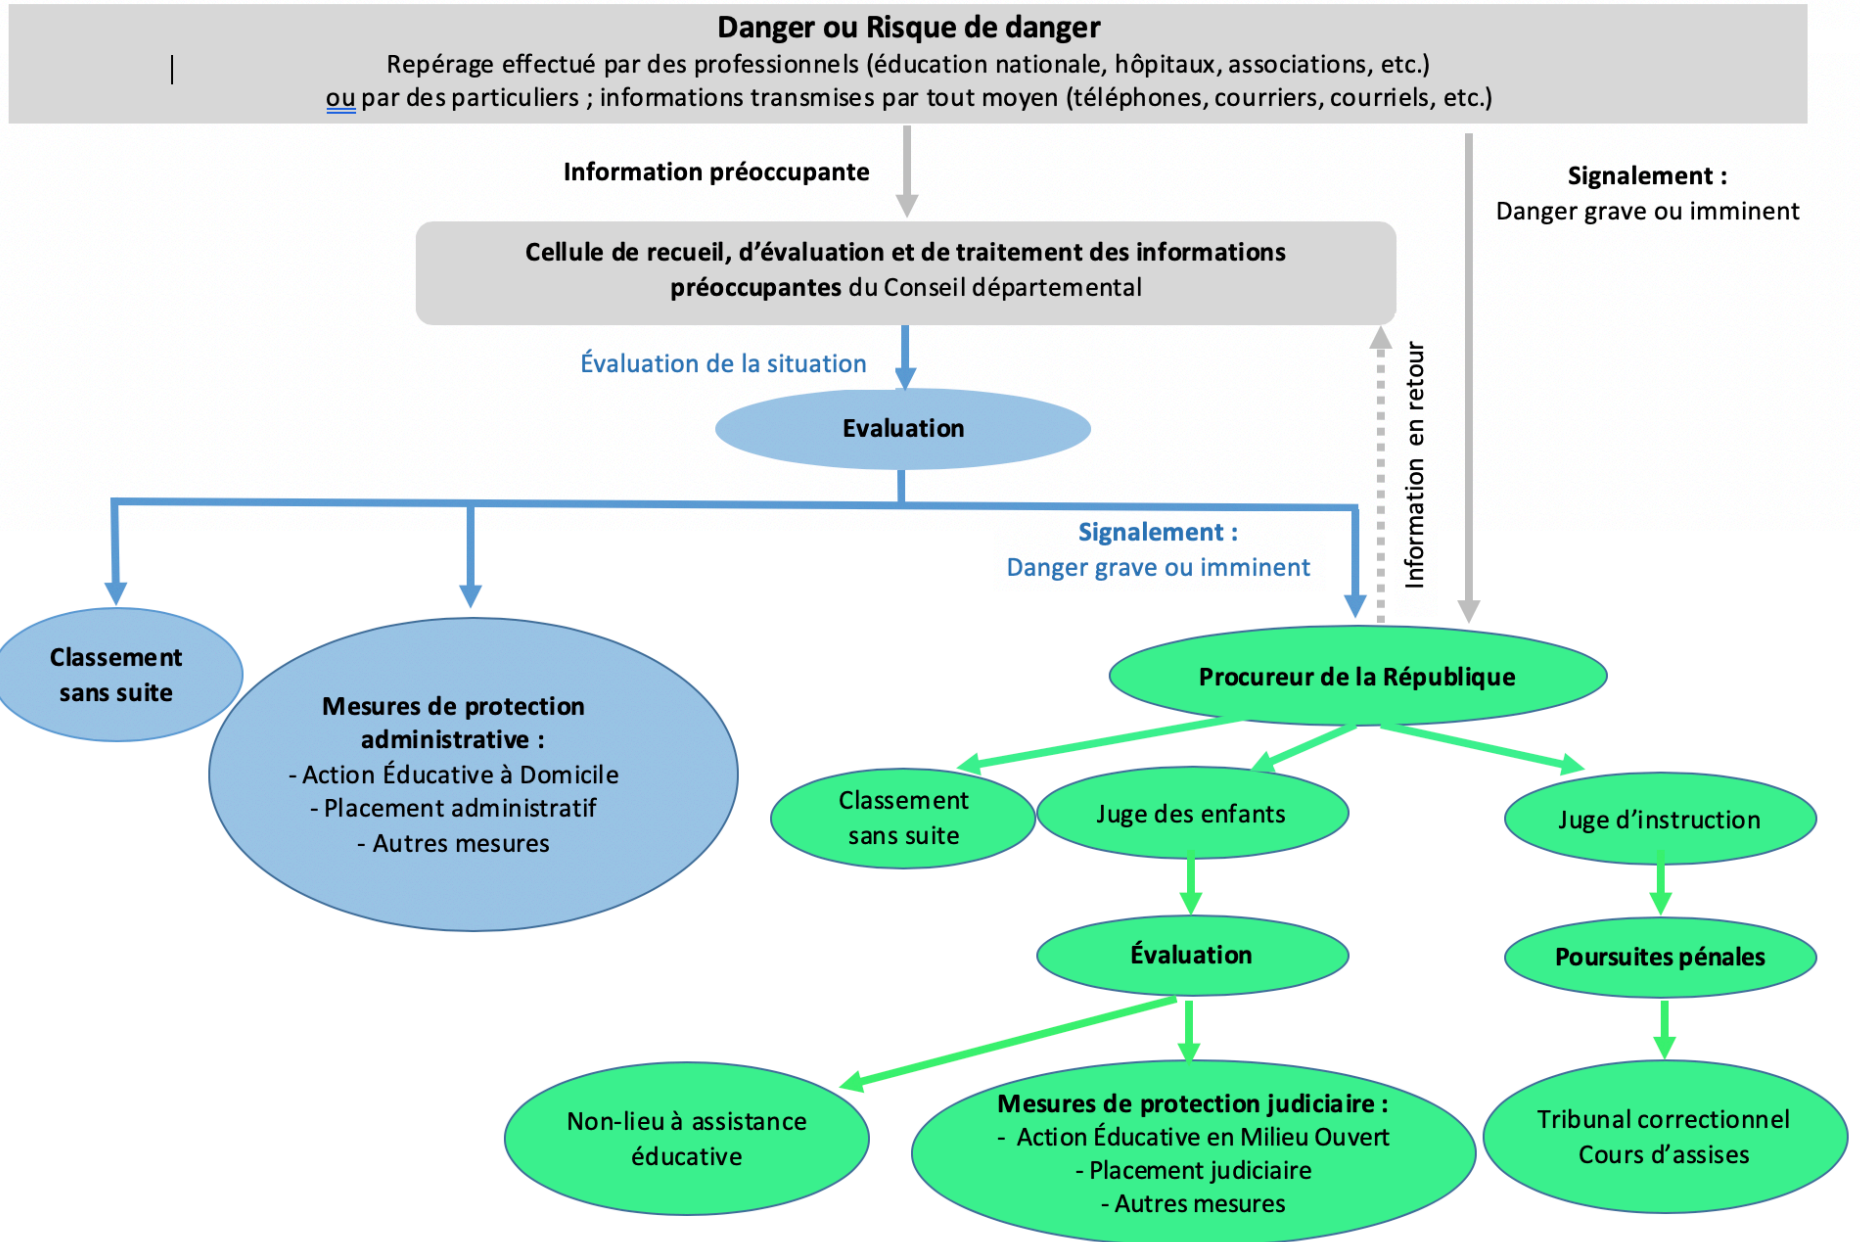 Danger ou Risque de danger
Repérage effectué par des professionnels (éducation nationale, hôpitaux, associations, etc.)
ou par des particuliers ; informations transmises par tout moyen (téléphones, courriers, courriels, etc.)
Information préoccupante
Signalement :
Danger grave ou imminent
Cellule de recueil, d’évaluation et de traitement des informations
préoccupantes du Conseil départemental
Évaluation de la situation
Information en retour
Evaluation
Signalement :
Danger grave ou imminent
Classement
sans suite
Mesures de protection
administrative :
- Action Éducative à Domicile
- Placement administratif
- Autres mesures
Procureur de la République
Classement
sans suite
Juge des enfants
Juge d’instruction
Évaluation
Poursuites pénales
Non-lieu à assistance
éducative
Mesures de protection judiciaire :
- Action Éducative en Milieu Ouvert
- Placement judiciaire
- Autres mesures
Tribunal correctionnel
Cours d’assises